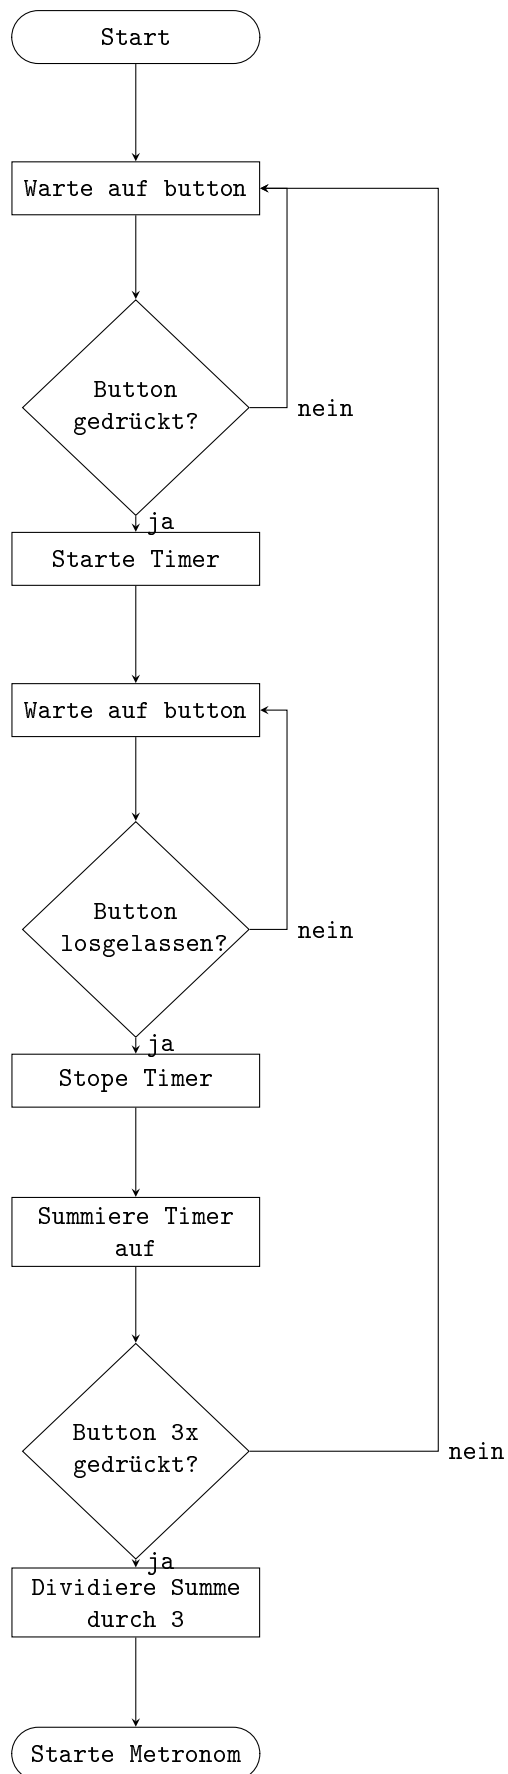 Start
Warte auf button
Button
gedrückt?
nein
ja
Starte Timer
Warte auf button
Button
losgelassen?
nein
ja
Stope Timer
Summiere Timer
auf
Button 3x
gedrückt?
nein
ja
Dividiere Summe
durch 3
Starte Metronom